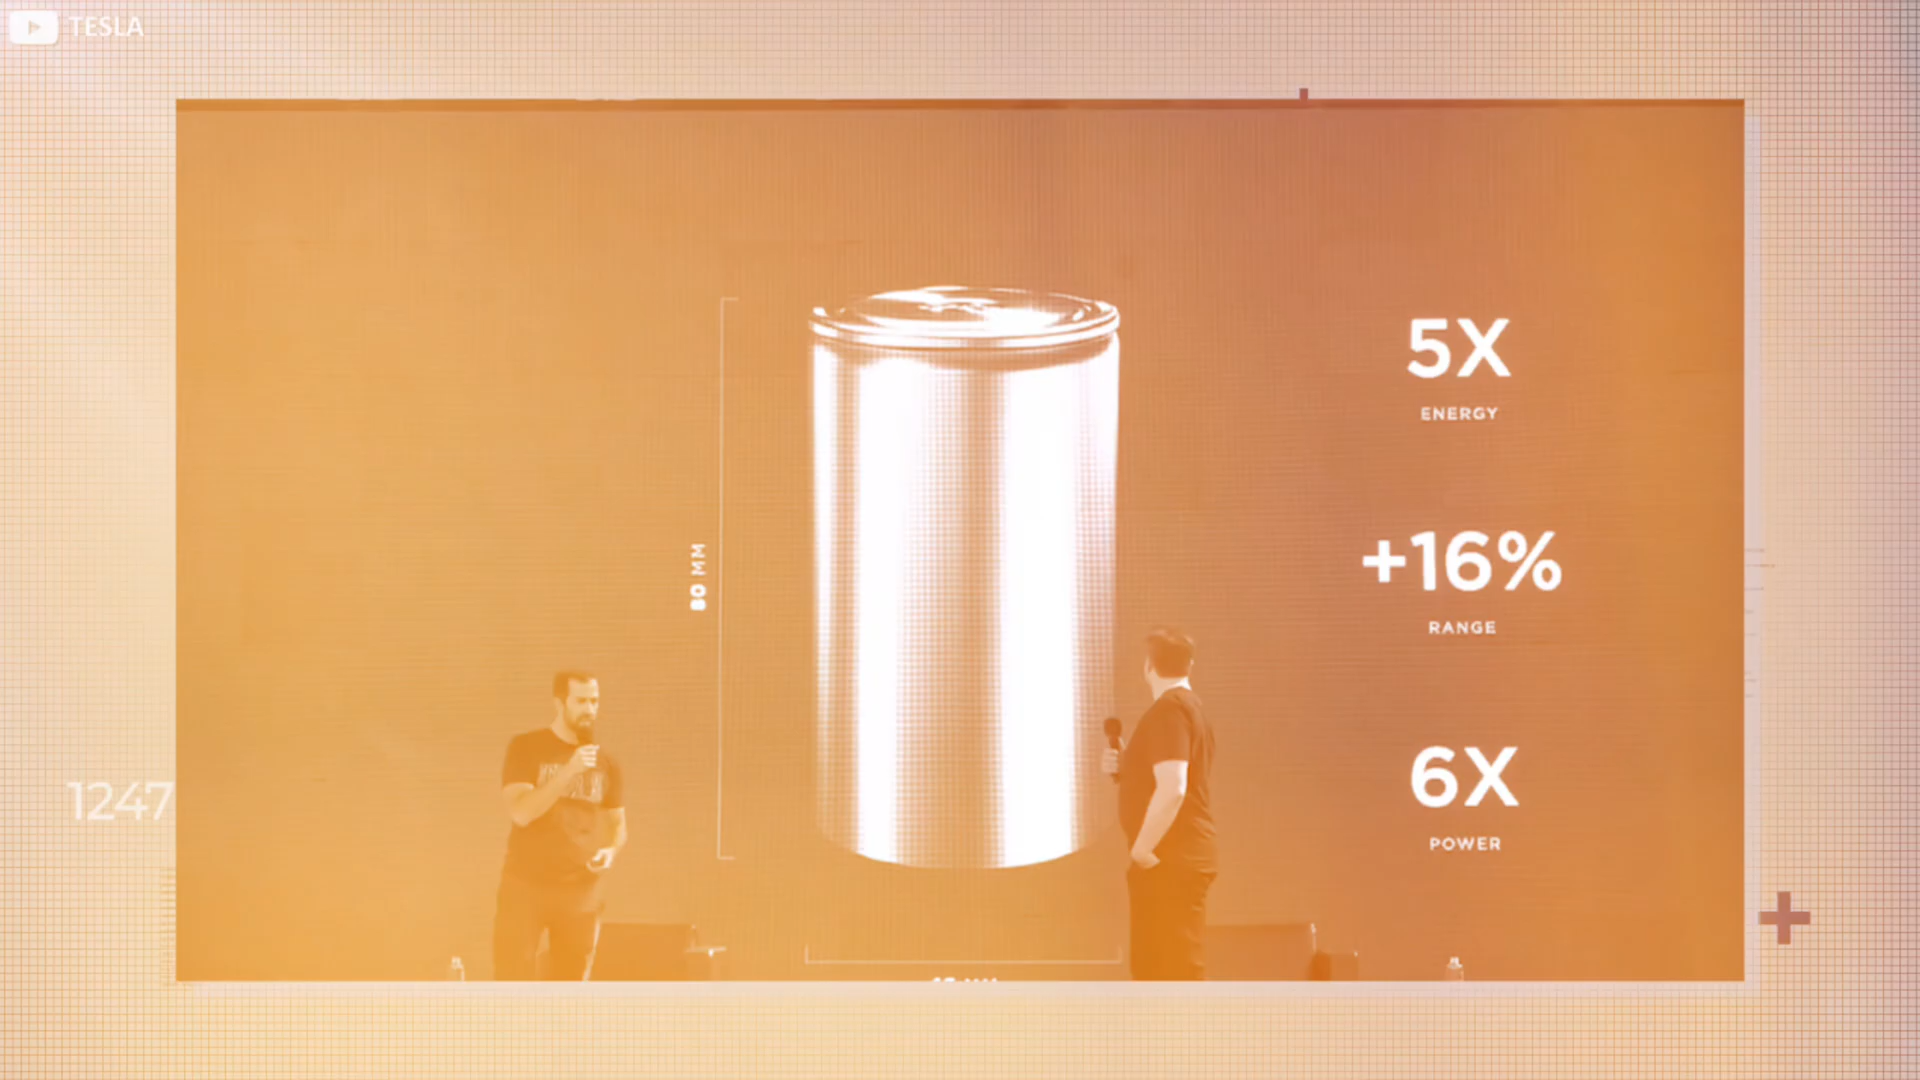 TESLA
5X
ENERGY
80 MM
+16%
RANGE
6X
POWER
1247